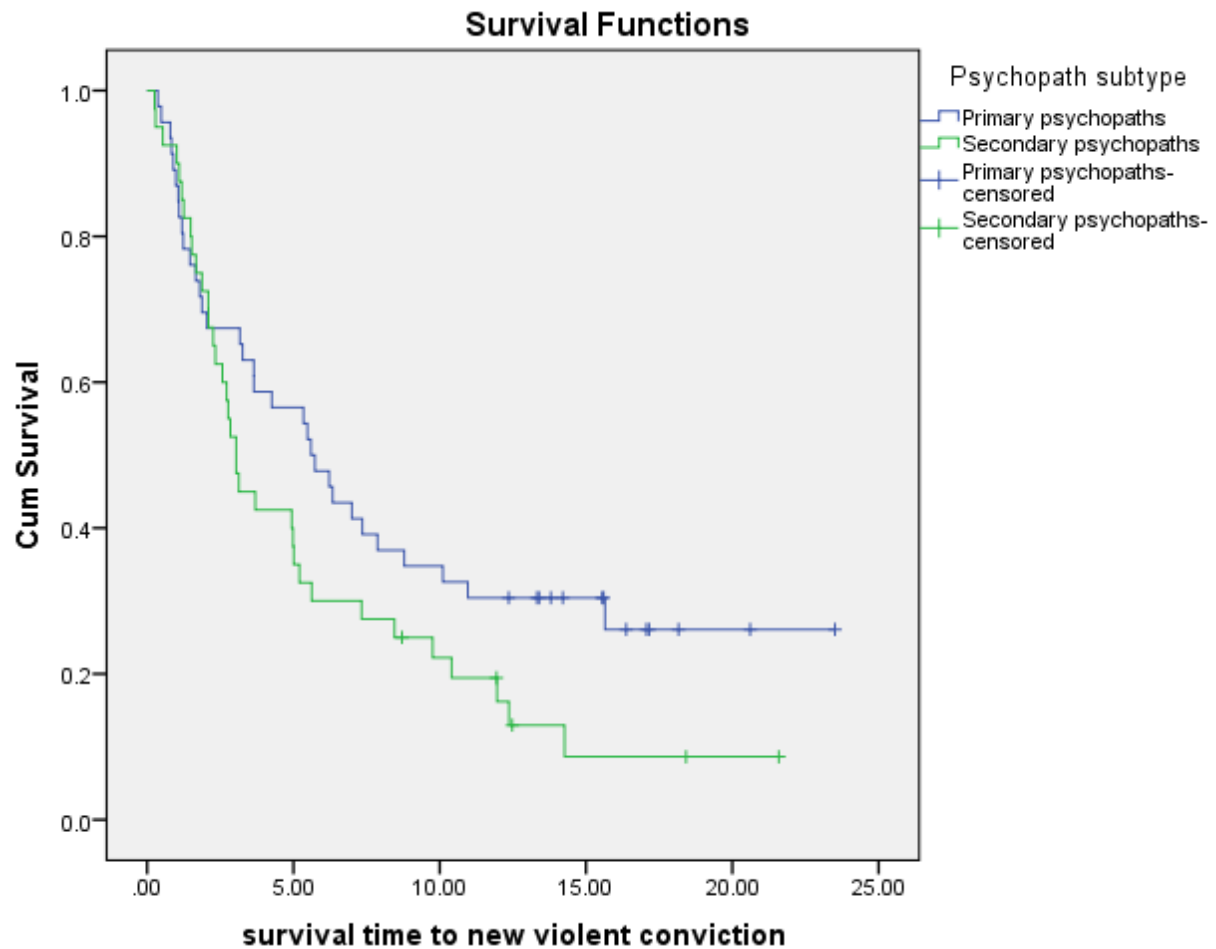 Survival Functions
Psychopath subtype
Primary psychopaths
Secondary psychopaths
Primary psychopaths-
censored
Secondary psychopaths-
censored
Cum Survival
1.0
0.8
0.6
0.4
0.2
0.0
.00
5.00
10.00
15.00
20.00
25.00
survival time to new violent conviction